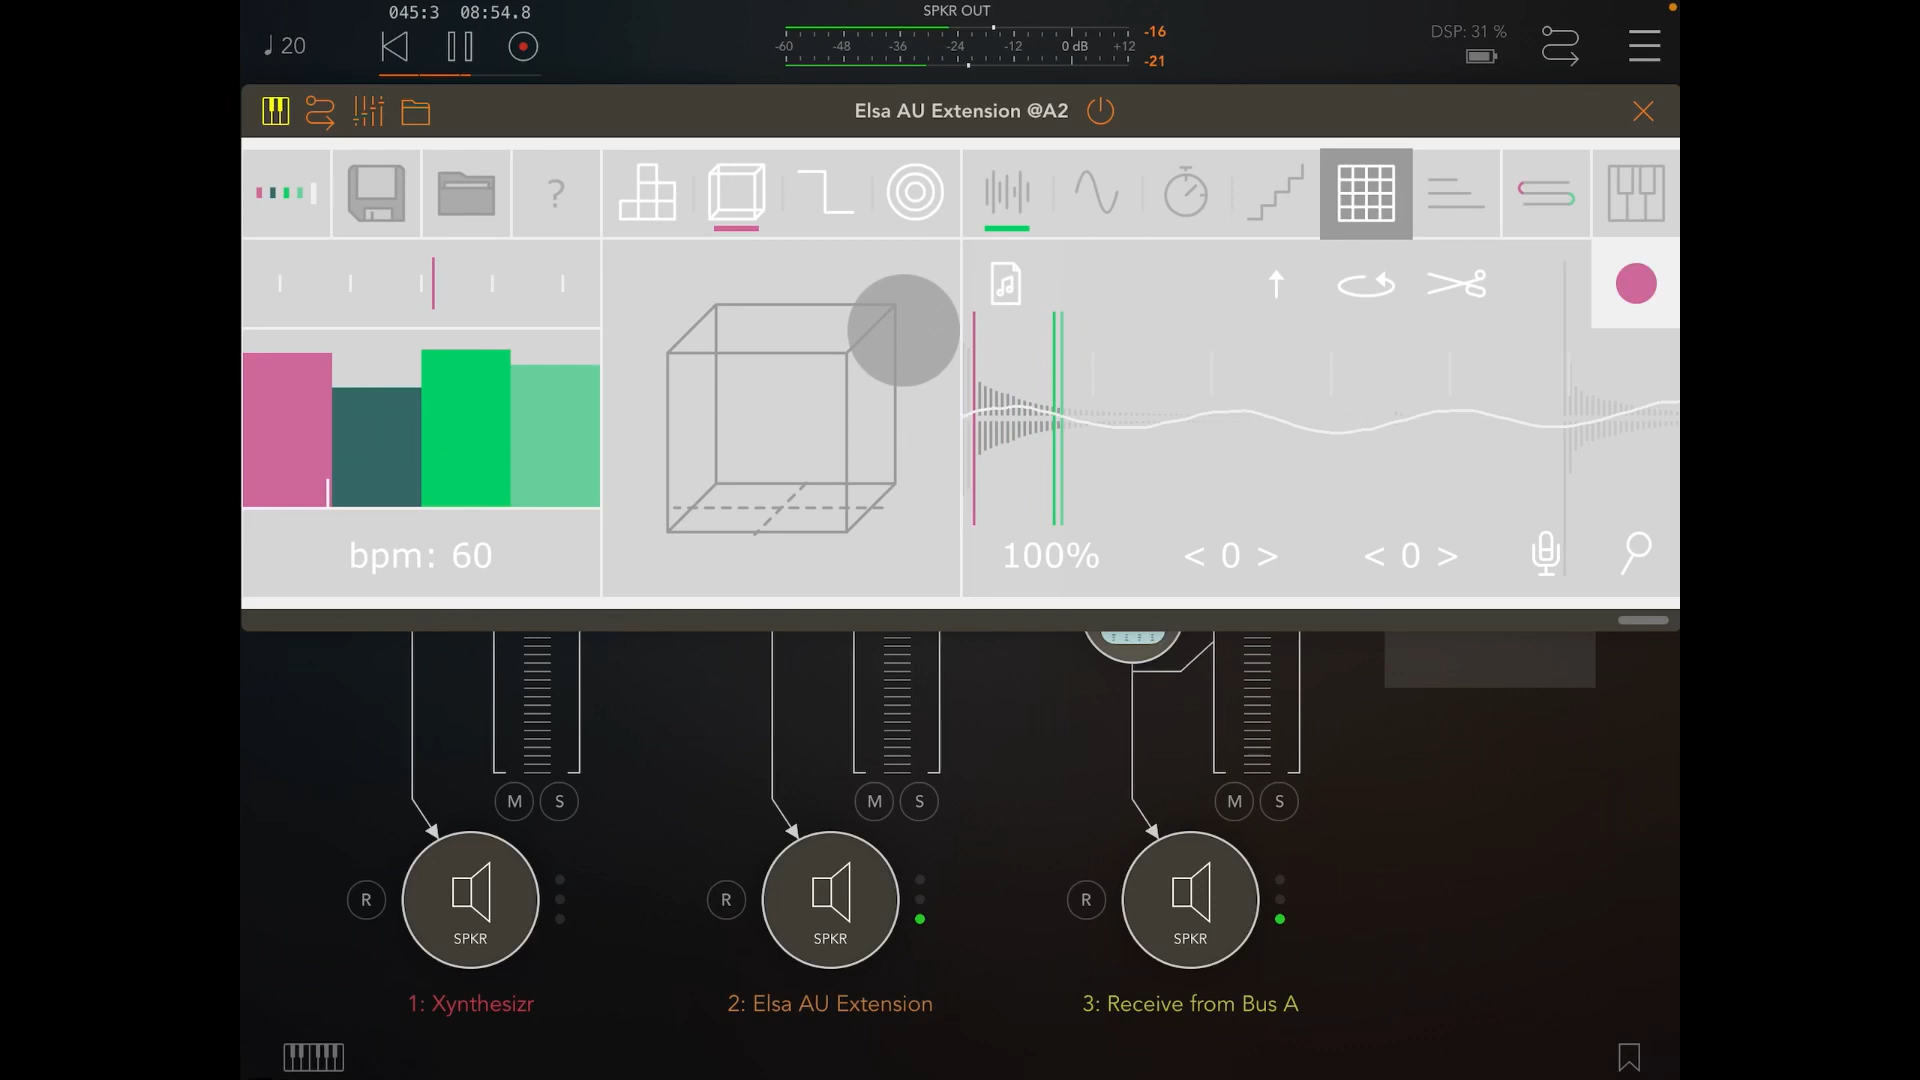 045:3 08:54.8
SPKR OUT
♩20
-60 -48 -36 -24 -12 0 dB +12
-16
-21
DSP: 31 %
Elsa AU Extension @A2
?
bpm: 60
100%
< 0 >
< 0 >
M S
M S
M S
R
SPKR
R
SPKR
R
SPKR
1: Xynthesizr
2: Elsa AU Extension
3: Receive from Bus A